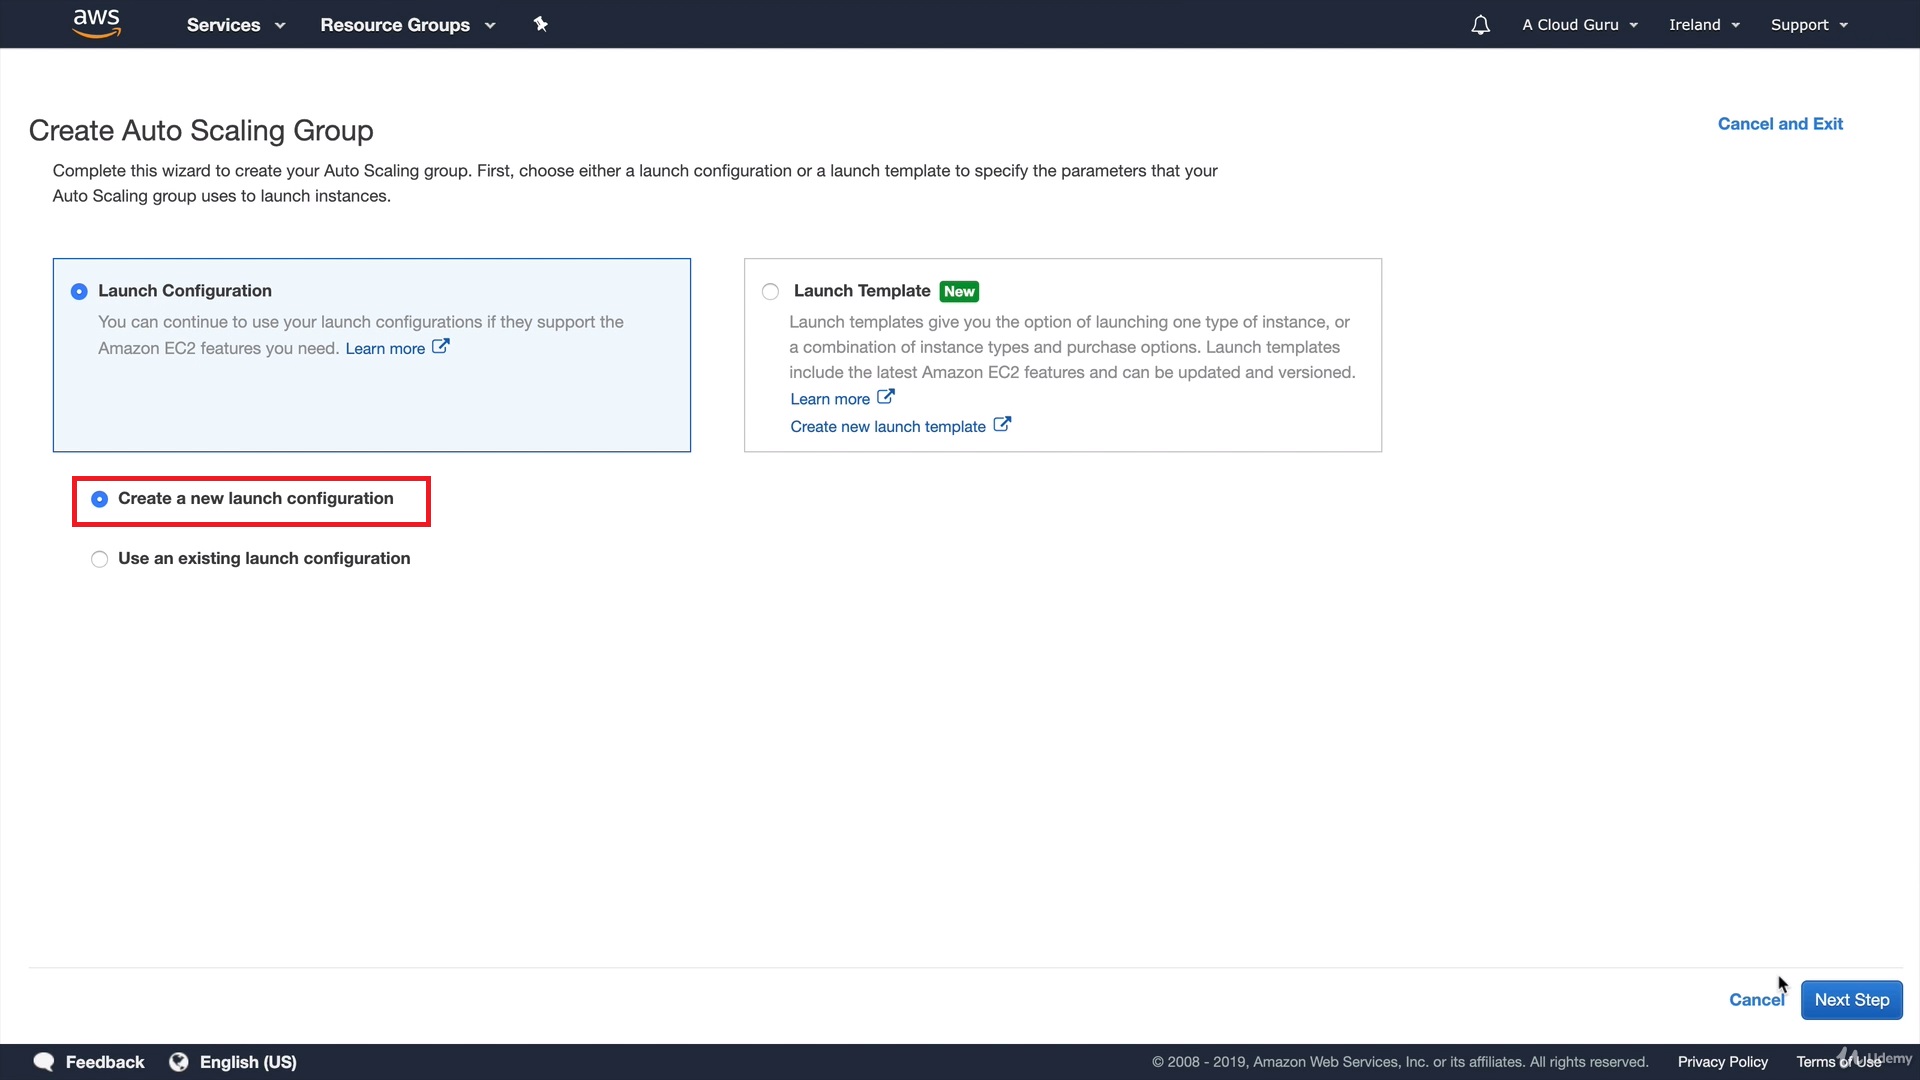 aws Services Resource Groups A Cloud Guru Ireland Support
Create Auto Scaling Group
Cancel and Exit
Complete this wizard to create your Auto Scaling group. First, choose either a launch configuration or a launch template to specify the parameters that your
Auto Scaling group uses to launch instances.
Launch Configuration
You can continue to use your launch configurations if they support the
Amazon EC2 features you need. Learn more
Launch Template New
Launch templates give you the option of launching one type of instance, or
a combination of instance types and purchase options. Launch templates
include the latest Amazon EC2 features and can be updated and versioned.
Learn more
Create new launch template
Create a new launch configuration
Use an existing launch configuration
Cancel Next Step
Feedback English (US) © 2008 - 2019, Amazon Web Services, Inc. or its affiliates. All rights reserved. Privacy Policy Terms of Use
Udemy